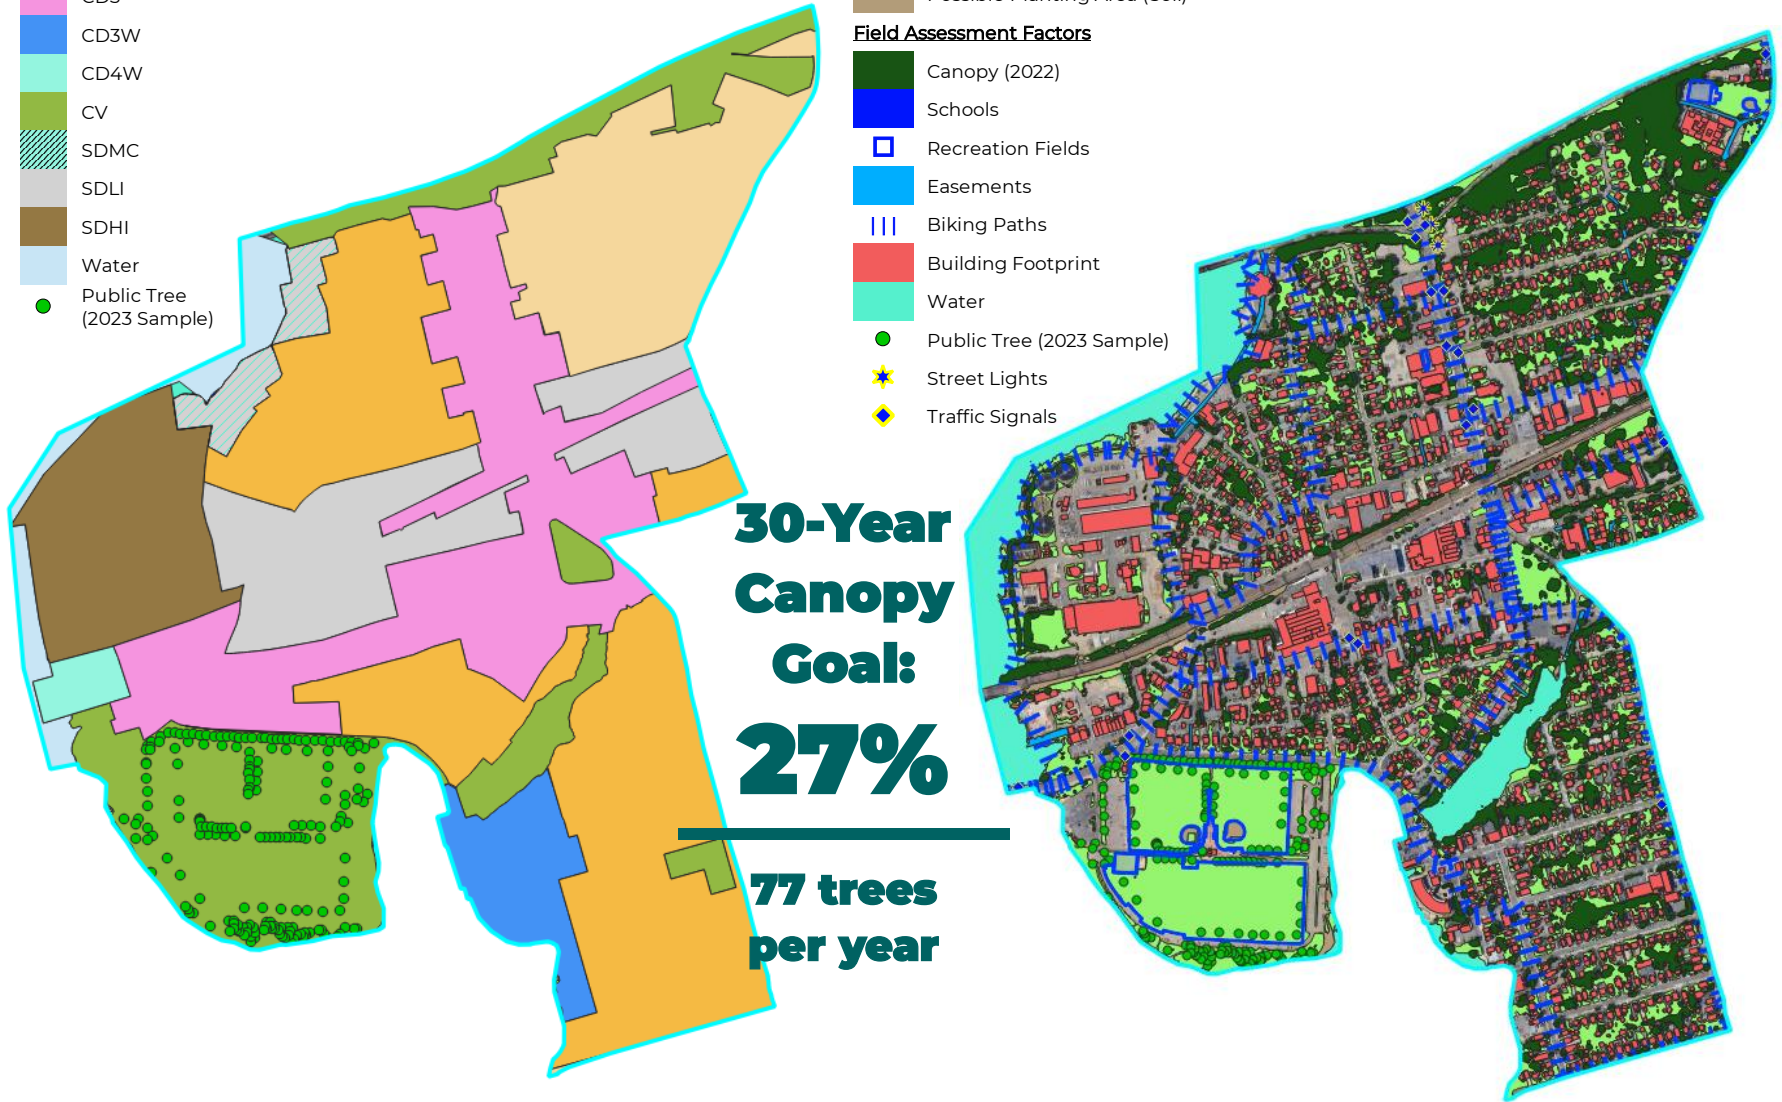 CD3W
CD4W
CV
SDMC
SDLI
SDHI
Water
Public Tree
(2023 Sample)
Field Assessment Factors
Canopy (2022)
Schools
Recreation Fields
Easements
Biking Paths
Building Footprint
Water
Public Tree (2023 Sample)
Street Lights
Traffic Signals
30-Year
Canopy
Goal:
27%
77 trees
per year